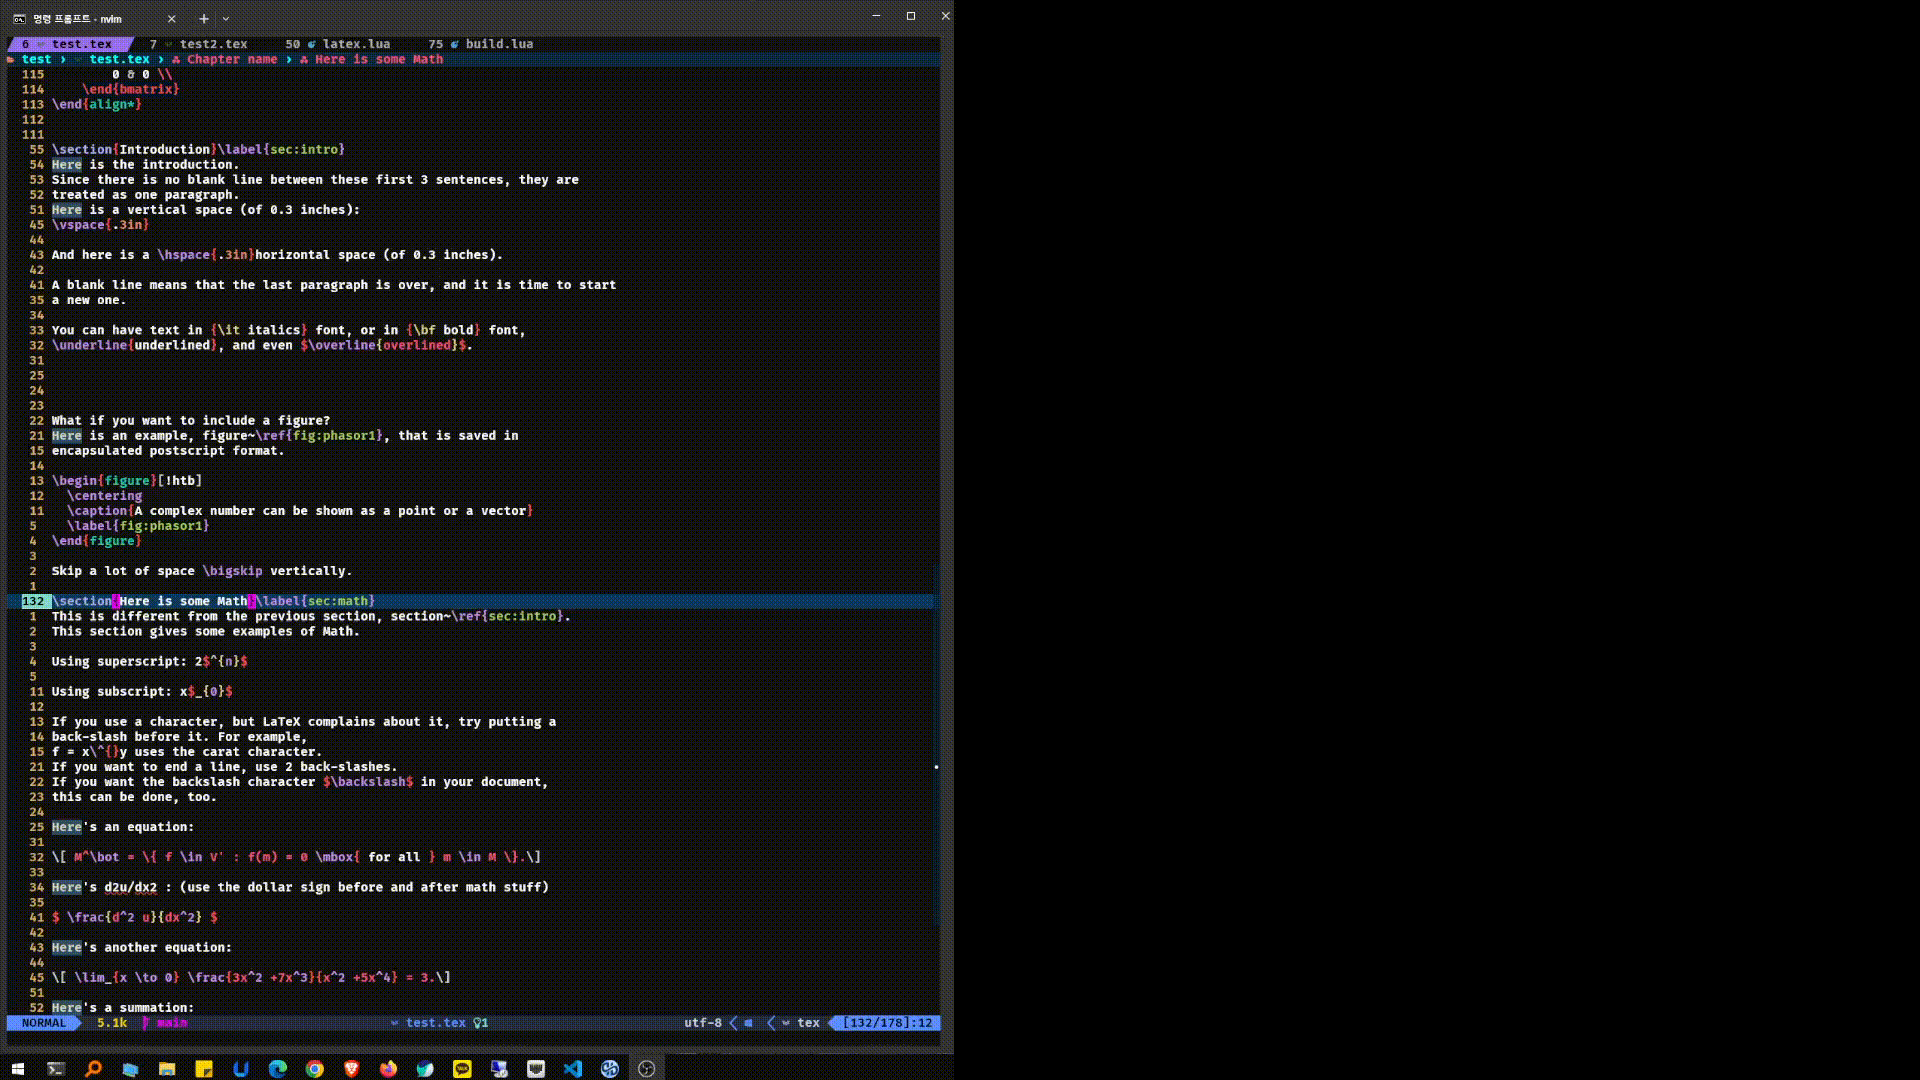 명령 프롬프트 - nvim
6 test.tex 7 test2.tex 50 latex.lua 75 build.lua
test › test.tex › Chapter name › Here is some Math
115 0 & 0 \\
114 \end{bmatrix}
113 \end{align*}
112
111
55 \section{Introduction}\label{sec:intro}
54 Here is the introduction.
53 Since there is no blank line between these first 3 sentences, they are
52 treated as one paragraph.
51 Here is a vertical space (of 0.3 inches):
45 \vspace{.3in}
44
43 And here is a \hspace{.3in}horizontal space (of 0.3 inches).
42
41 A blank line means that the last paragraph is over, and it is time to start
35 a new one.
34
33 You can have text in {\it italics} font, or in {\bf bold} font,
32 \underline{underlined}, and even $\overline{overlined}$.
31
25
24
23
22 What if you want to include a figure?
21 Here is an example, figure~\ref{fig:phasor1}, that is saved in
15 encapsulated postscript format.
14
13 \begin{figure}[!htb]
12 \centering
11 \caption{A complex number can be shown as a point or a vector}
5 \label{fig:phasor1}
4 \end{figure}
3
2 Skip a lot of space \bigskip vertically.
1
132 \section{Here is some Math}\label{sec:math}
1 This is different from the previous section, section~\ref{sec:intro}.
2 This section gives some examples of Math.
3
4 Using superscript: 2$^{n}$
5
11 Using subscript: x$_{0}$
12
13 If you use a character, but LaTeX complains about it, try putting a
14 back-slash before it. For example,
15 f = x\^{}y uses the carat character.
21 If you want to end a line, use 2 back-slashes.
22 If you want the backslash character $\backslash$ in your document,
23 this can be done, too.
24
25 Here's an equation:
31
32 \[ M^\bot = \{ f \in V' : f(m) = 0 \mbox{ for all } m \in M \}.\]
33
34 Here's d2u/dx2 : (use the dollar sign before and after math stuff)
35
41 $ \frac{d^2 u}{dx^2} $
42
43 Here's another equation:
44
45 \[ \lim_{x \to 0} \frac{3x^2 +7x^3}{x^2 +5x^4} = 3.\]
51
52 Here's a summation:
NORMAL 5.1k main test.tex 1 utf-8 tex [132/178]:12